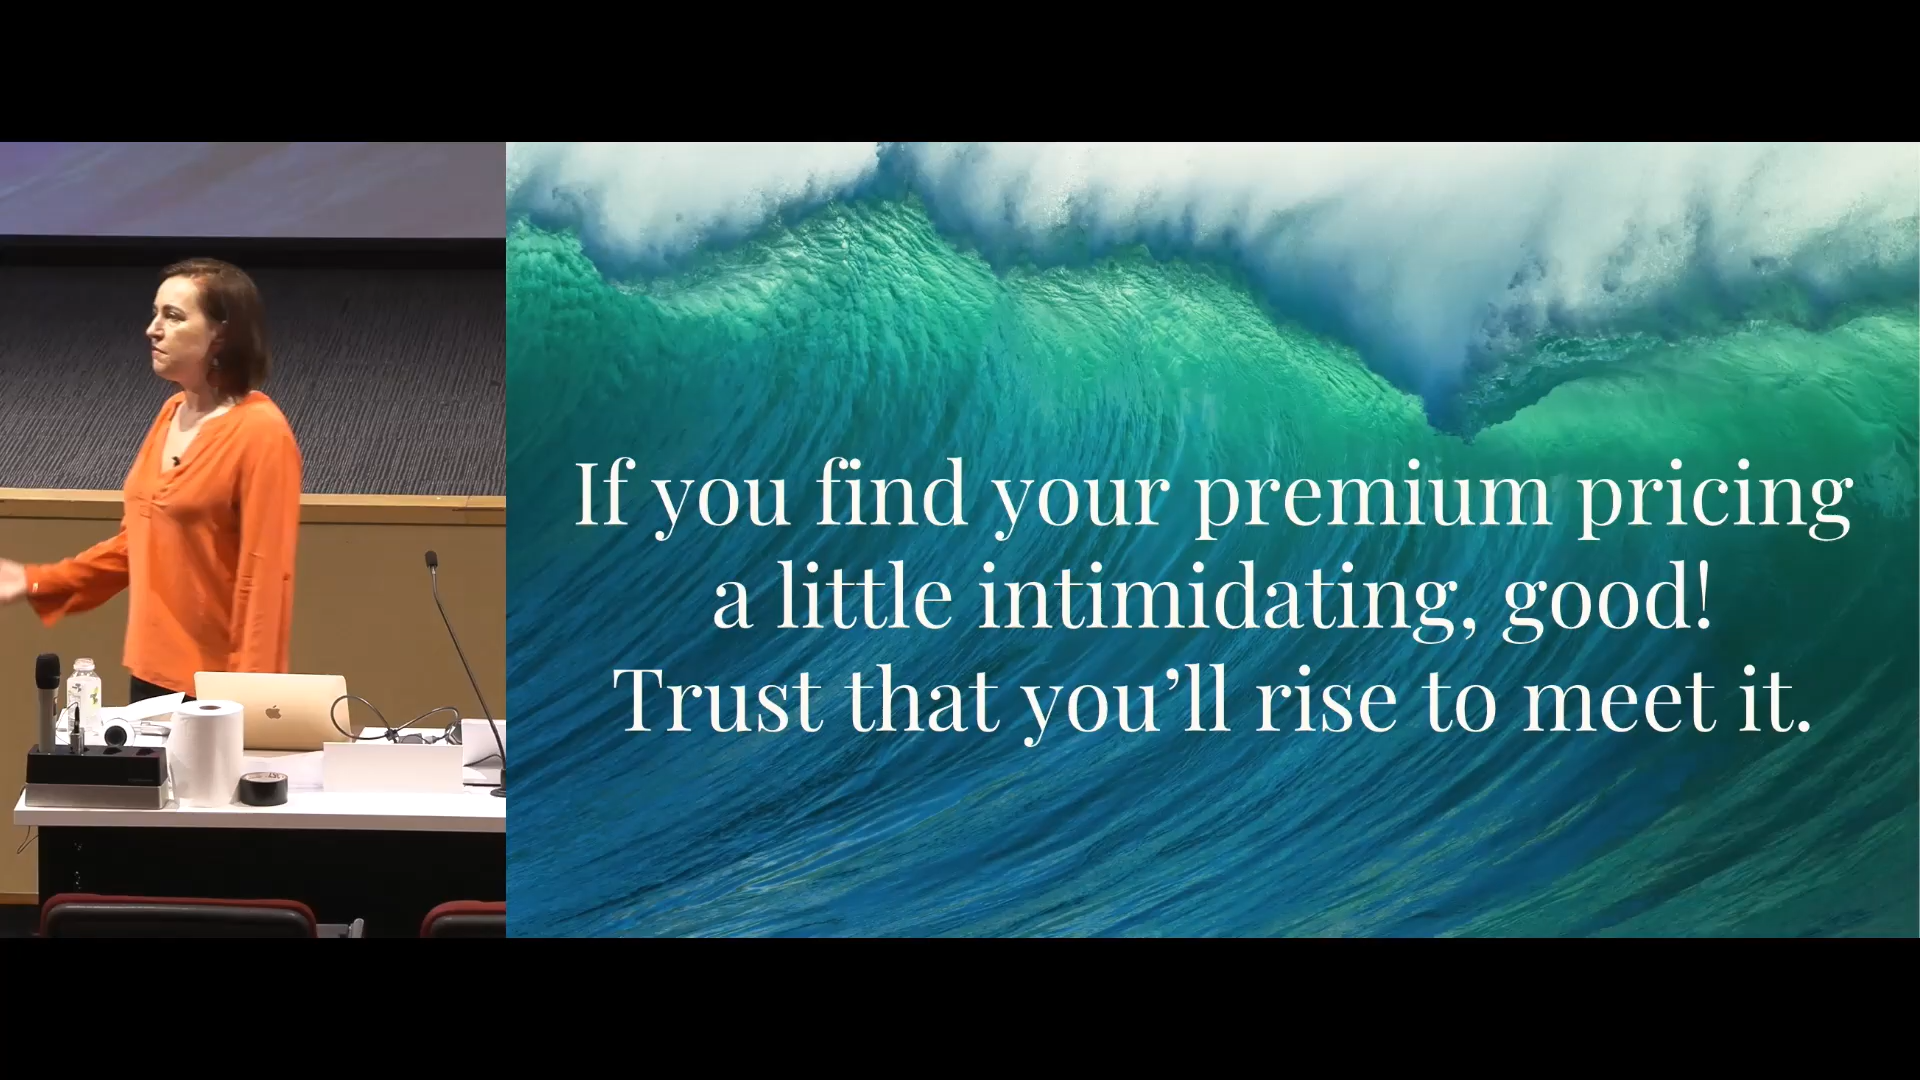 If you find your premium pricing
a little intimidating, good!
Trust that you’ll rise to meet it.